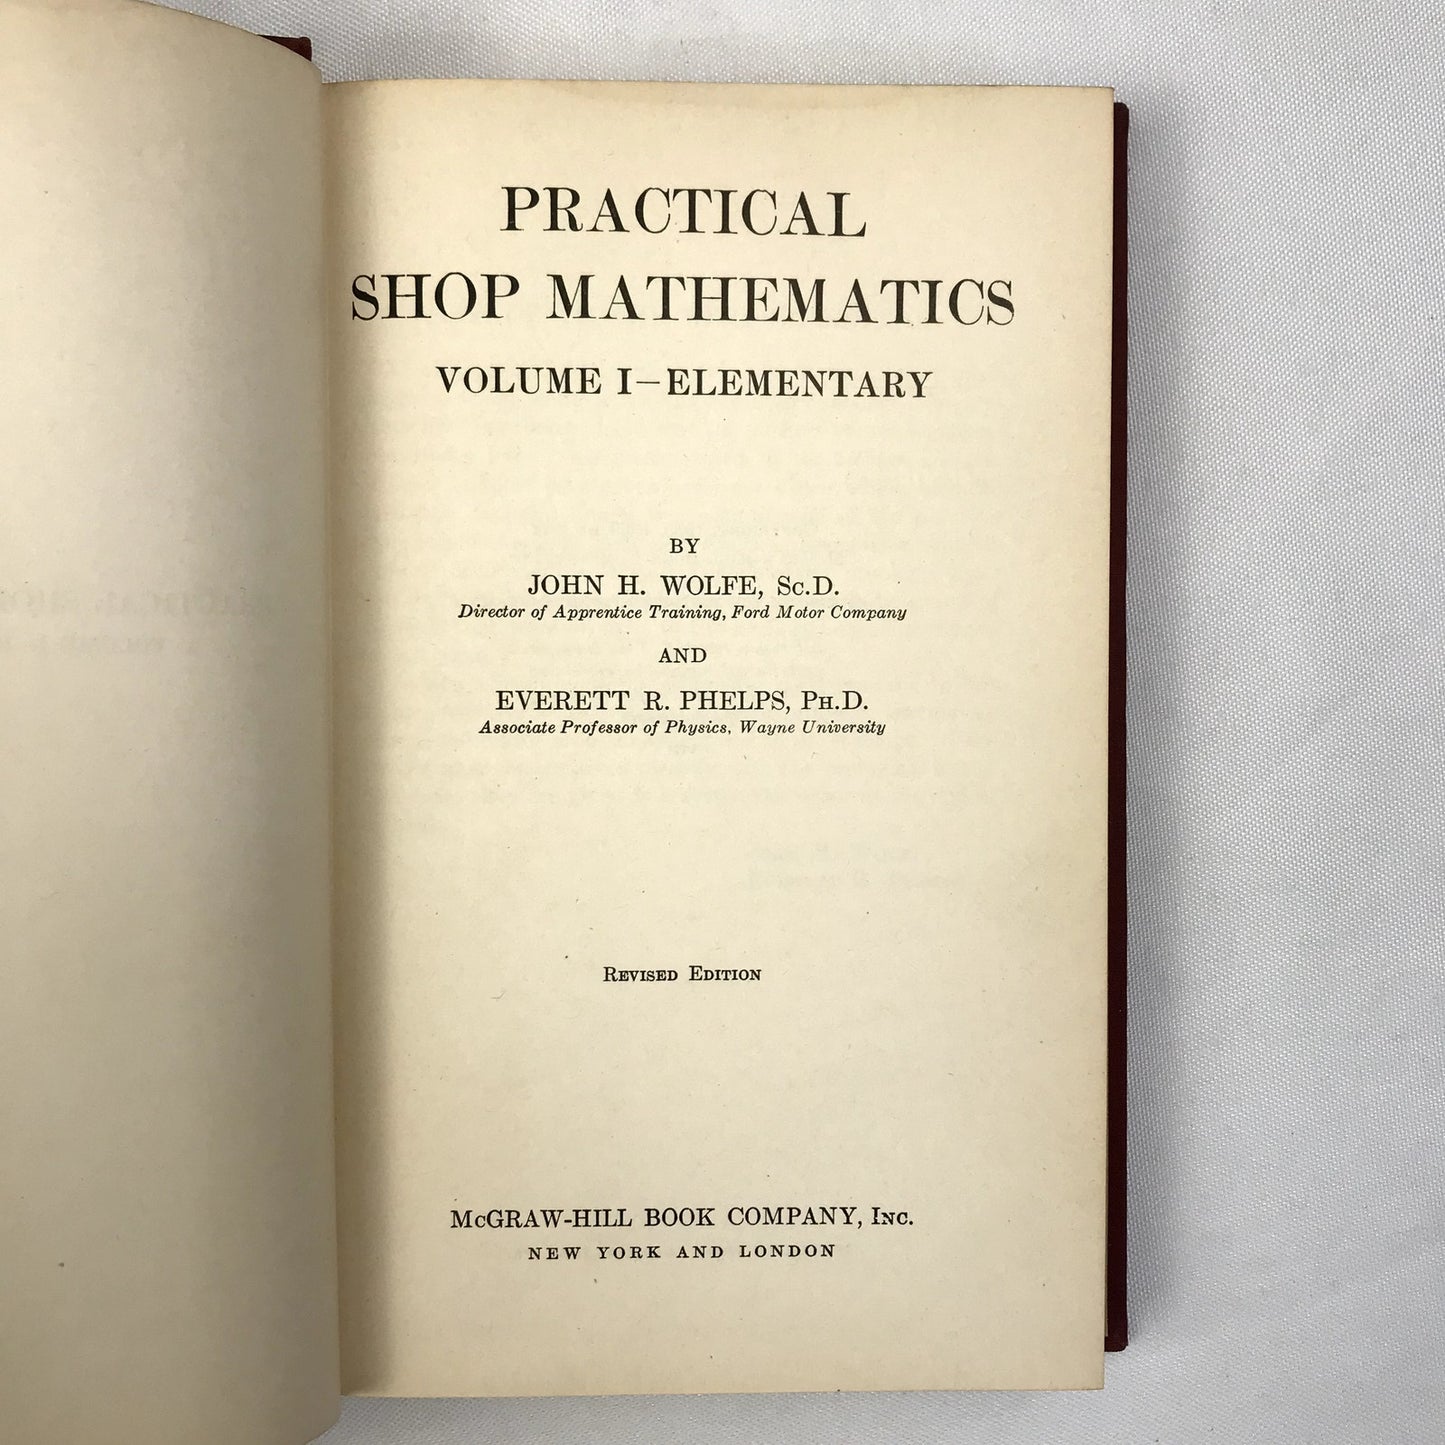 PRACTICAL
SHOP MATHEMATICS
VOLUME I—ELEMENTARY
BY
JOHN H. WOLFE, Sc.D.
Director of Apprentice Training, Ford Motor Company
AND
EVERETT R. PHELPS, Ph.D.
Associate Professor of Physics, Wayne University
Revised Edition
McGRAW-HILL BOOK COMPANY, Inc.
NEW YORK AND LONDON